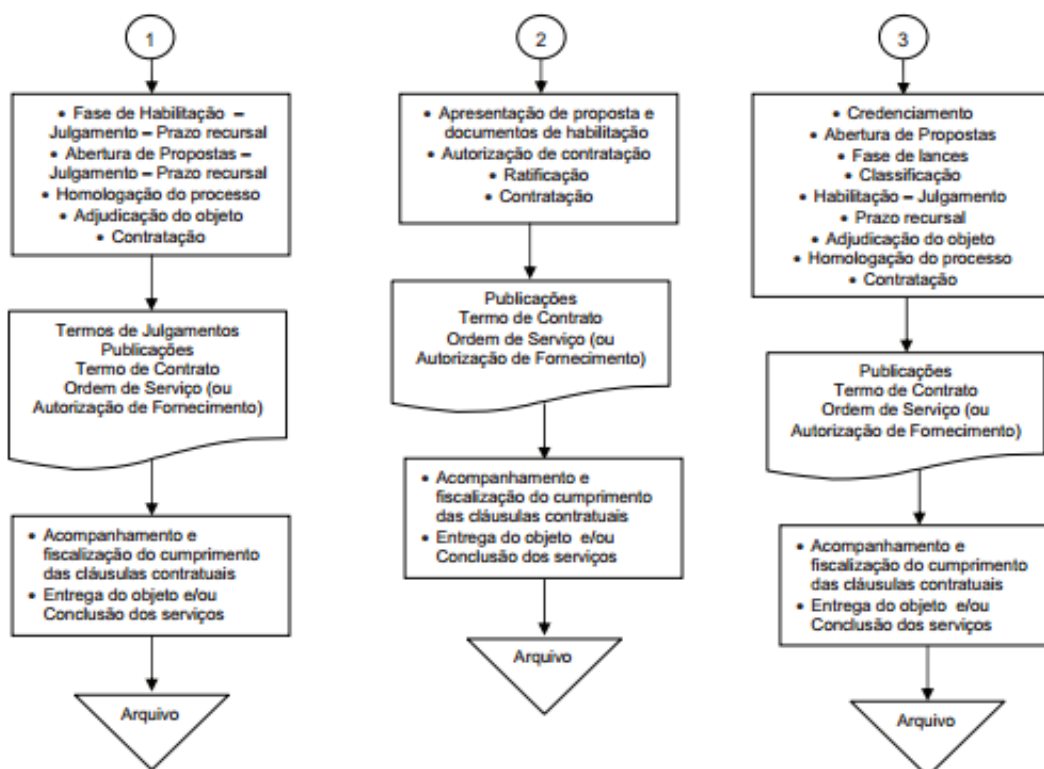 1
• Fase de Habilitação –
Julgamento – Prazo recursal
• Abertura de Propostas –
Julgamento – Prazo recursal
• Homologação do processo
• Adjudicação do objeto
• Contratação
Termos de Julgamentos
Publicações
Termo de Contrato
Ordem de Serviço (ou
Autorização de Fornecimento)
• Acompanhamento e
fiscalização do cumprimento
das cláusulas contratuais
• Entrega do objeto e/ou
Conclusão dos serviços
Arquivo
2
• Apresentação de proposta e
documentos de habilitação
• Autorização de contratação
• Ratificação
• Contratação
Publicações
Termo de Contrato
Ordem de Serviço (ou
Autorização de Fornecimento)
• Acompanhamento e
fiscalização do cumprimento
das cláusulas contratuais
• Entrega do objeto e/ou
Conclusão dos serviços
Arquivo
3
• Credenciamento
• Abertura de Propostas
• Fase de lances
• Classificação
• Habilitação – Julgamento
• Prazo recursal
• Adjudicação do objeto
• Homologação do processo
• Contratação
Publicações
Termo de Contrato
Ordem de Serviço (ou
Autorização de Fornecimento)
• Acompanhamento e
fiscalização do cumprimento
das cláusulas contratuais
• Entrega do objeto e/ou
Conclusão dos serviços
Arquivo